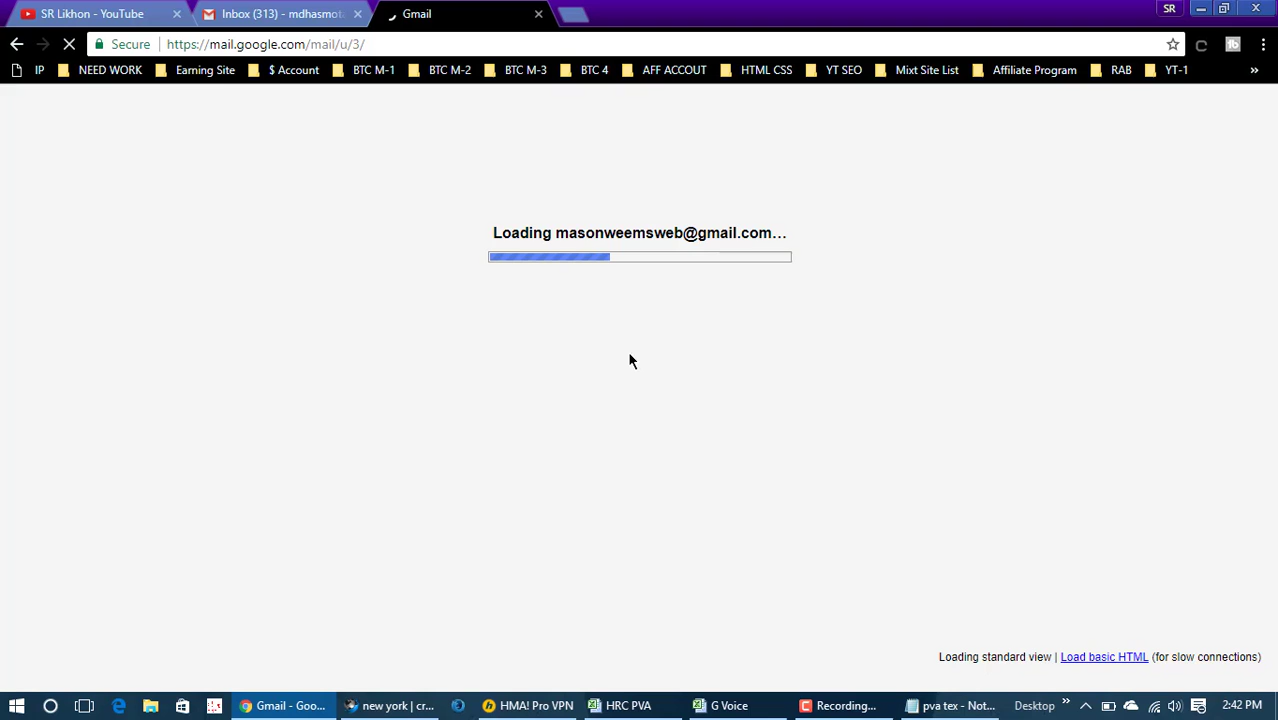 SR Likhon - YouTube
Inbox (313) - mdhasmota
Gmail
SR
Secure
https://mail.google.com/mail/u/3/
IP
NEED WORK
Earning Site
$ Account
BTC M-1
BTC M-2
BTC M-3
BTC 4
AFF ACCOUT
HTML CSS
YT SEO
Mixt Site List
Affiliate Program
RAB
YT-1
»
Loading masonweemsweb@gmail.com…
Loading standard view | Load basic HTML (for slow connections)
Gmail - Goo...
new york | cr...
HMA! Pro VPN
HRC PVA
G Voice
Recording...
pva tex - Not...
Desktop
»
2:42 PM